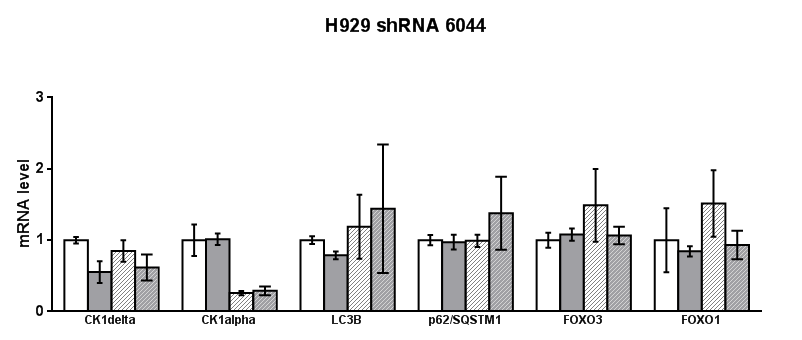 H929 shRNA 6044
3
2
1
0
mRNA level
CK1delta CK1alpha LC3B p62/SQSTM1 FOXO3 FOXO1